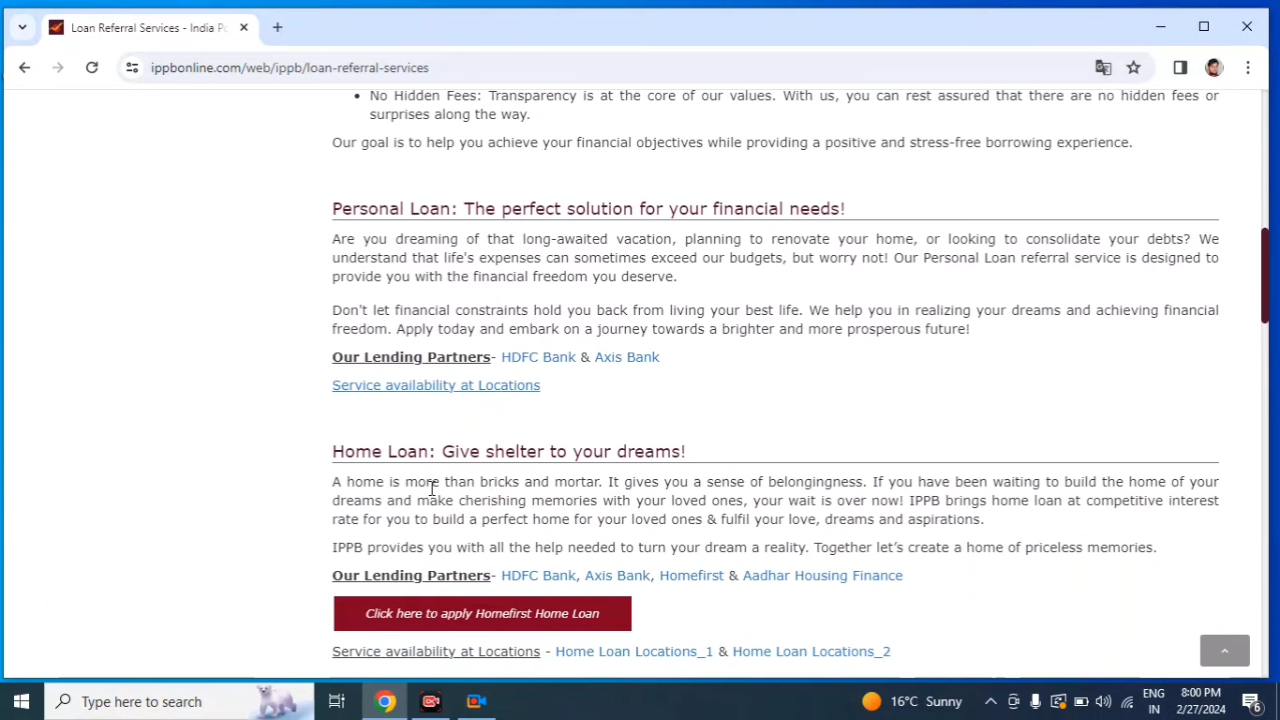 Loan Referral Services - India Po
ippbonline.com/web/ippb/loan-referral-services
• No Hidden Fees: Transparency is at the core of our values. With us, you can rest assured that there are no hidden fees or
surprises along the way.
Our goal is to help you achieve your financial objectives while providing a positive and stress-free borrowing experience.
Personal Loan: The perfect solution for your financial needs!
Are you dreaming of that long-awaited vacation, planning to renovate your home, or looking to consolidate your debts? We
understand that life's expenses can sometimes exceed our budgets, but worry not! Our Personal Loan referral service is designed to
provide you with the financial freedom you deserve.
Don't let financial constraints hold you back from living your best life. We help you in realizing your dreams and achieving financial
freedom. Apply today and embark on a journey towards a brighter and more prosperous future!
Our Lending Partners- HDFC Bank & Axis Bank
Service availability at Locations
Home Loan: Give shelter to your dreams!
A home is more than bricks and mortar. It gives you a sense of belongingness. If you have been waiting to build the home of your
dreams and make cherishing memories with your loved ones, your wait is over now! IPPB brings home loan at competitive interest
rate for you to build a perfect home for your loved ones & fulfil your love, dreams and aspirations.
IPPB provides you with all the help needed to turn your dream a reality. Together let’s create a home of priceless memories.
Our Lending Partners- HDFC Bank, Axis Bank, Homefirst & Aadhar Housing Finance
Click here to apply Homefirst Home Loan
Service availability at Locations - Home Loan Locations_1 & Home Loan Locations_2
Type here to search
16°C Sunny
ENG
IN
8:00 PM
2/27/2024
6